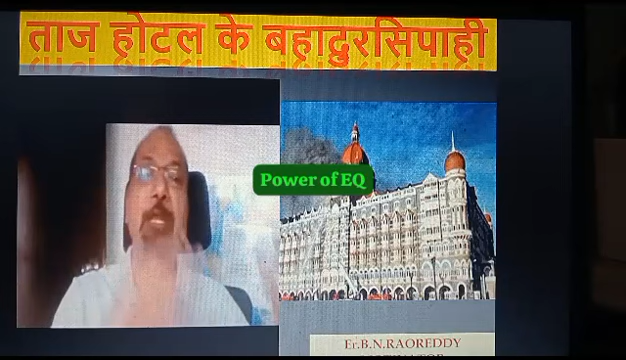 ताज होटल के बहादुरसिपाही
Power of EQ
Er.B.N.RAOREDDY